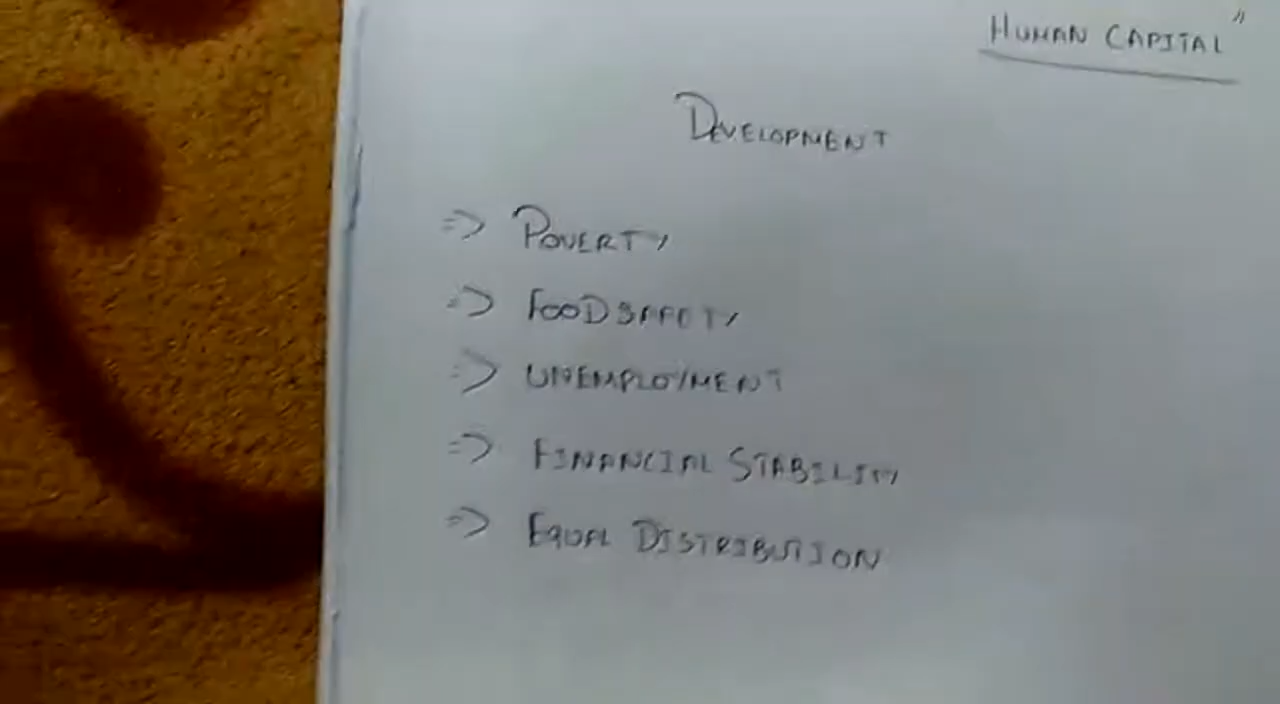 HUMAN CAPITAL"
DEVELOPMENT
=> POVERTY
=> FOOD SAFETY
=> UNEMPLOYMENT
=> FINANCIAL STABILITY
=> EQUAL DISTRIBUTION